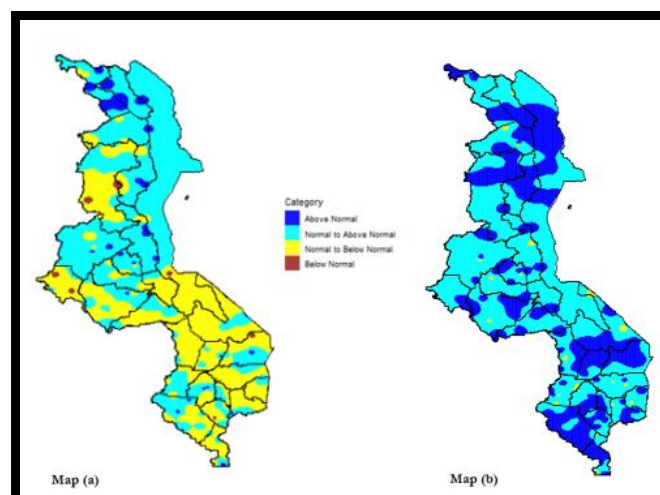 Category
Above Normal
Normal to Above Normal
Normal to Below Normal
Below Normal
Map (a)
Map (b)